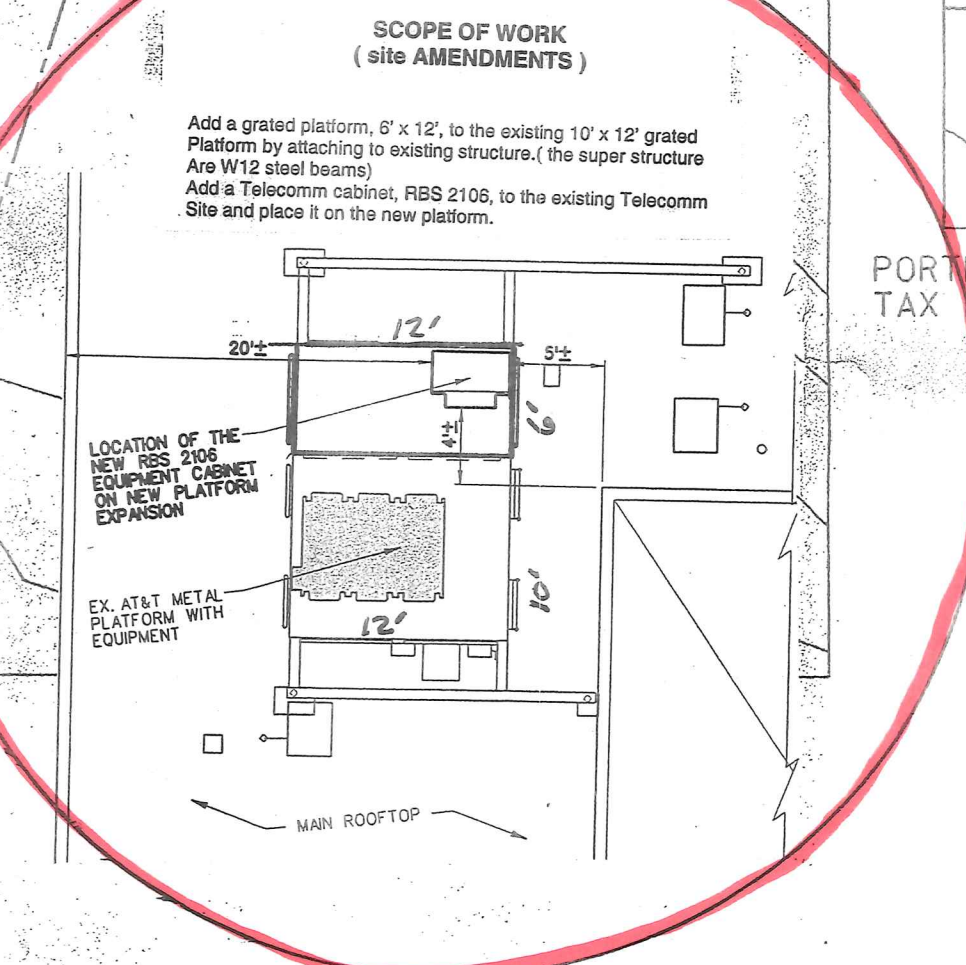 SCOPE OF WORK
( site AMENDMENTS )
Add a grated platform, 6' x 12', to the existing 10' x 12' grated
Platform by attaching to existing structure.( the super structure
Are W12 steel beams)
Add a Telecomm cabinet, RBS 2106, to the existing Telecomm
Site and place it on the new platform.
PORT
TAX
12'
20'±
5'±
6'
4'±
LOCATION OF THE
NEW RBS 2106
EQUIPMENT CABINET
ON NEW PLATFORM
EXPANSION
EX. AT&T METAL
PLATFORM WITH
EQUIPMENT
10'
12'
MAIN ROOFTOP